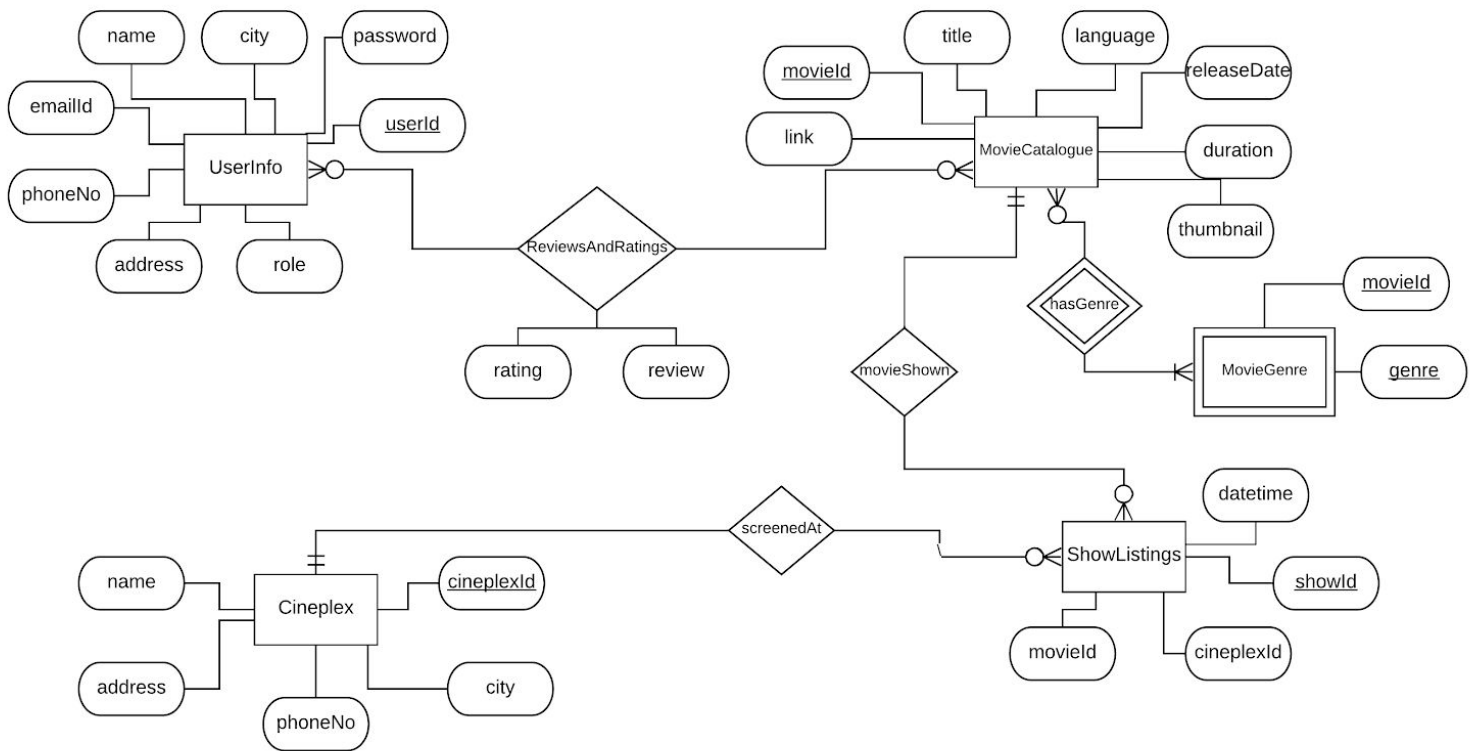 name
city
password
title
language
movieId
releaseDate
emailId
userId
link
MovieCatalogue
duration
UserInfo
phoneNo
thumbnail
address
role
ReviewsAndRatings
movieId
hasGenre
rating
review
movieShown
MovieGenre
genre
datetime
screenedAt
ShowListings
name
cineplexId
showId
Cineplex
movieId
cineplexId
address
city
phoneNo